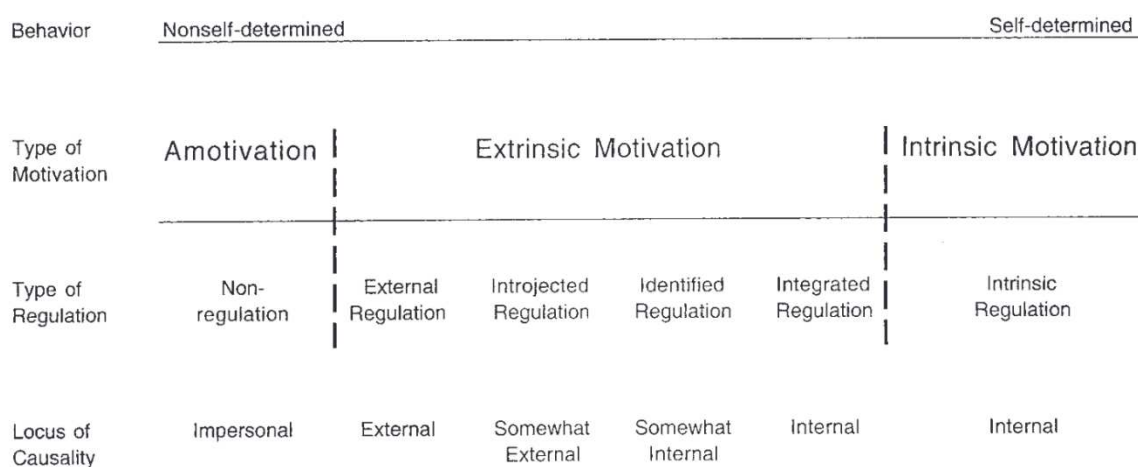 Behavior Nonself-determined Self-determined
Type of Motivation Amotivation Extrinsic Motivation Intrinsic Motivation
Type of Regulation Non-regulation External Regulation Introjected Regulation Identified Regulation Integrated Regulation Intrinsic Regulation
Locus of Causality Impersonal External Somewhat External Somewhat Internal Internal Internal